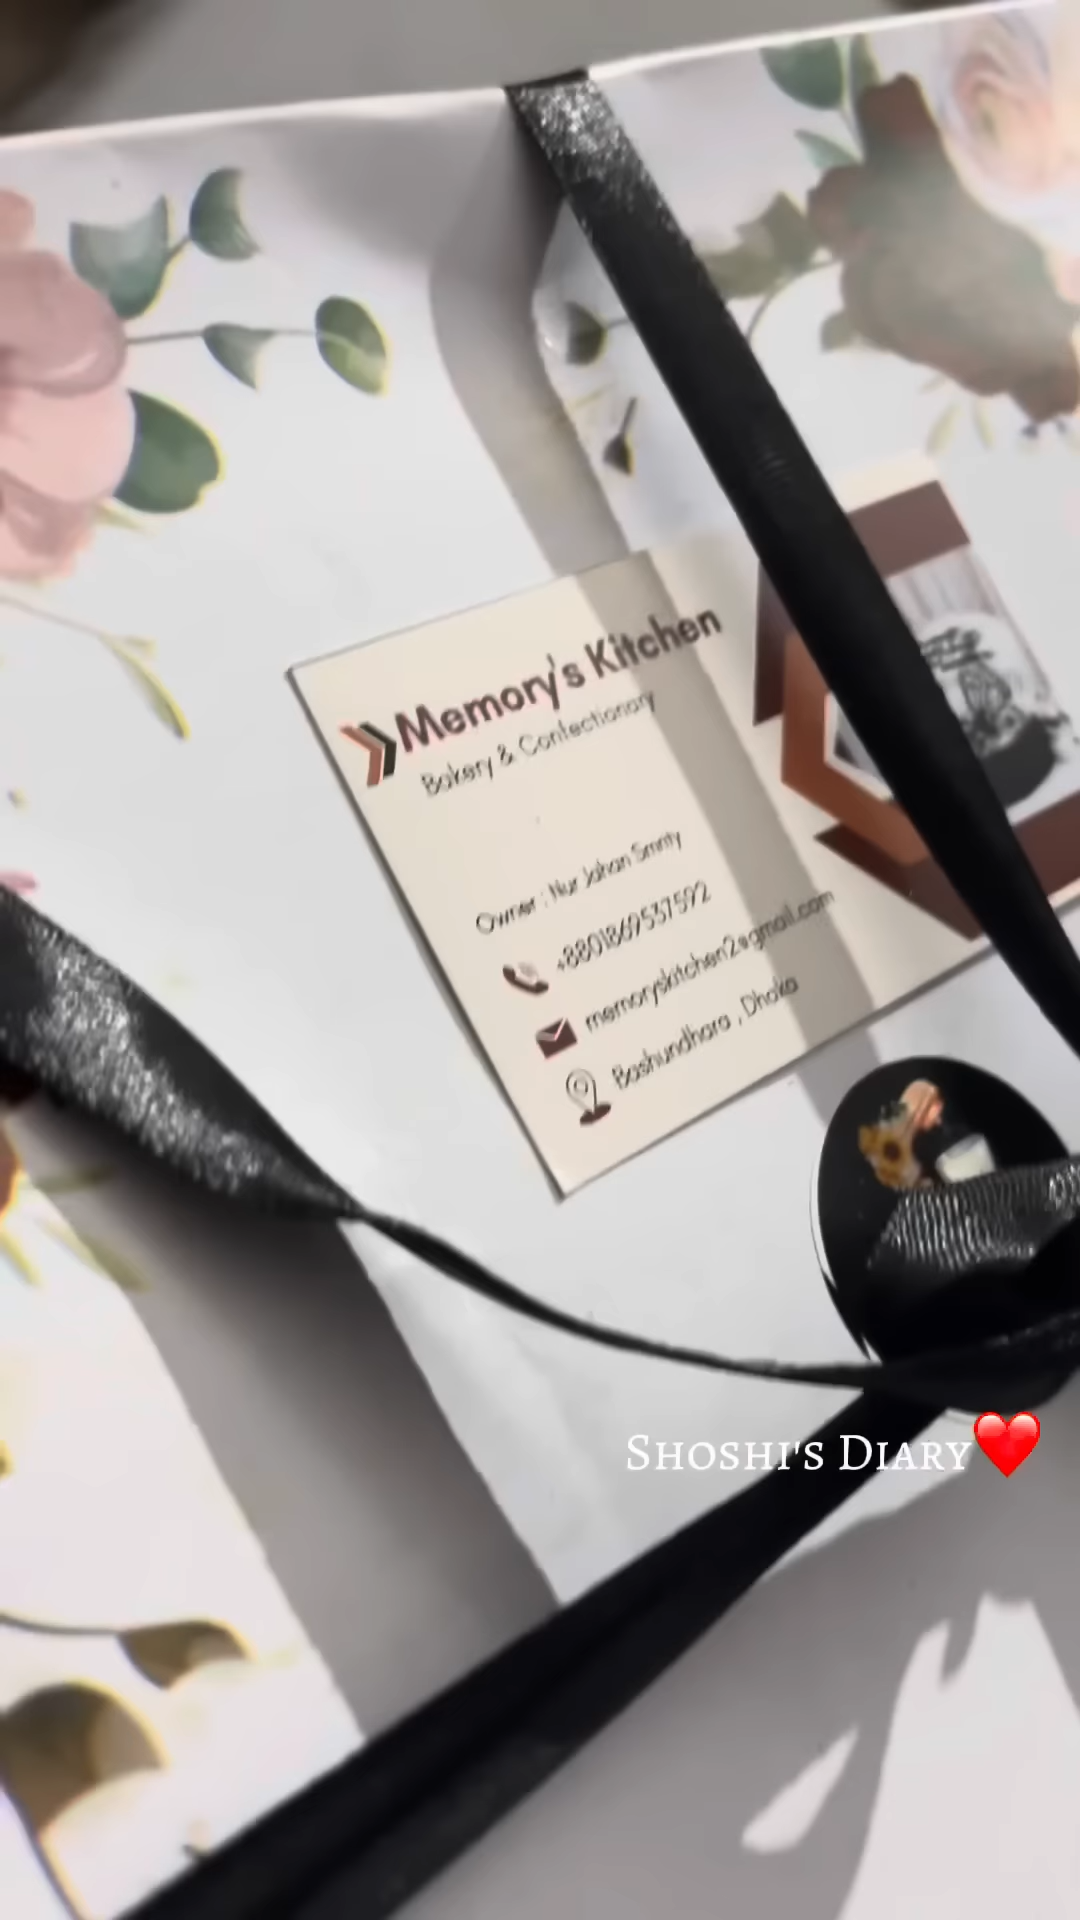 Memory's Kitchen
Bakery & Confectionary
Owner : Nur Jahan Smrity
+8801869537592
memoryskitchen2@gmail.com
Bashundhara , Dhaka
SHOSHI'S DIARY❤️